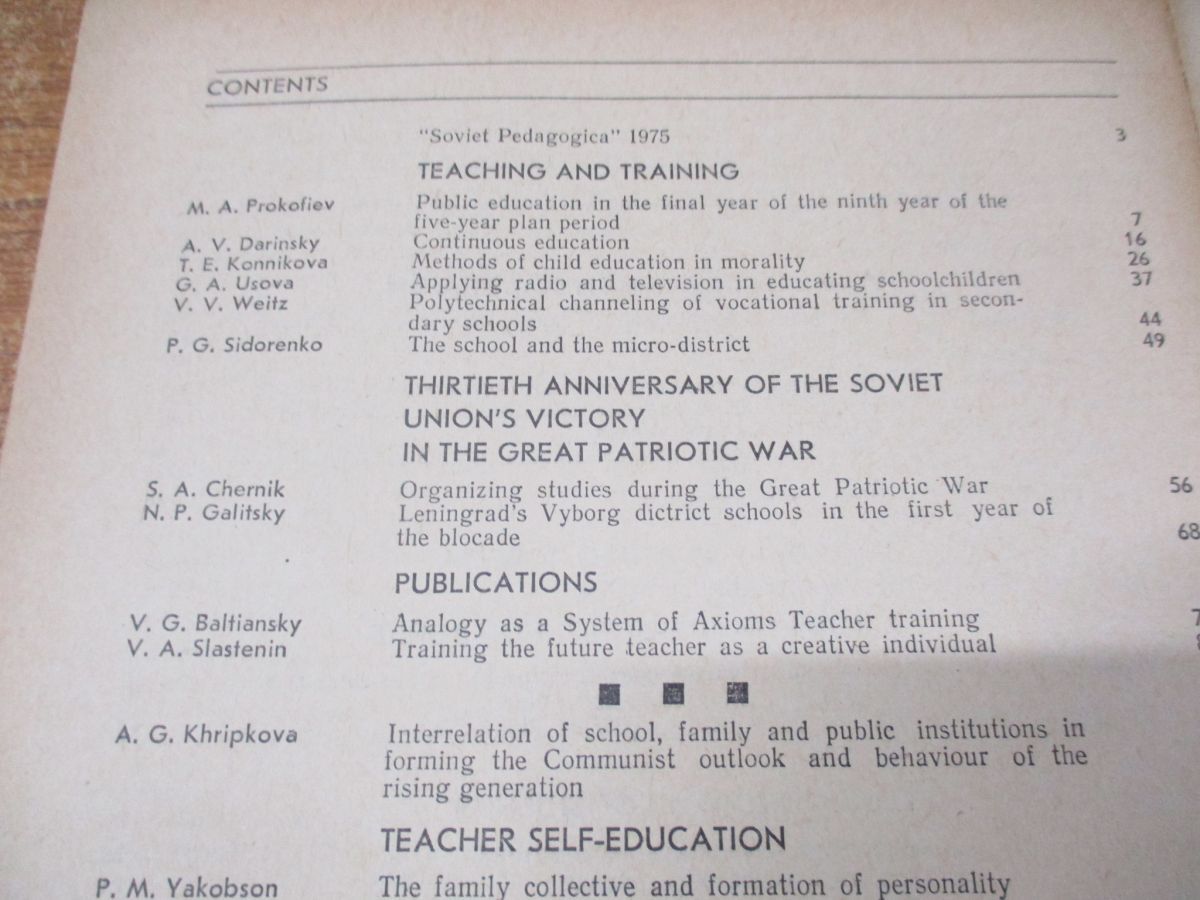 CONTENTS
"Soviet Pedagogica" 1975 3
TEACHING AND TRAINING
M. A. Prokofiev Public education in the final year of the ninth year of the
five-year plan period 7
A. V. Darinsky Continuous education 16
T. E. Konnikova Methods of child education in morality 26
G. A. Usova Applying radio and television in educating schoolchildren 37
V. V. Weitz Polytechnical channeling of vocational training in secon-
dary schools 44
P. G. Sidorenko The school and the micro-district 49
THIRTIETH ANNIVERSARY OF THE SOVIET
UNION'S VICTORY
IN THE GREAT PATRIOTIC WAR
S. A. Chernik Organizing studies during the Great Patriotic War 56
N. P. Galitsky Leningrad's Vyborg dictrict schools in the first year of
the blocade 68
PUBLICATIONS
V. G. Baltiansky Analogy as a System of Axioms Teacher training
V. A. Slastenin Training the future teacher as a creative individual
A. G. Khripkova Interrelation of school, family and public institutions in
forming the Communist outlook and behaviour of the
rising generation
TEACHER SELF-EDUCATION
P. M. Yakobson The family collective and formation of personality